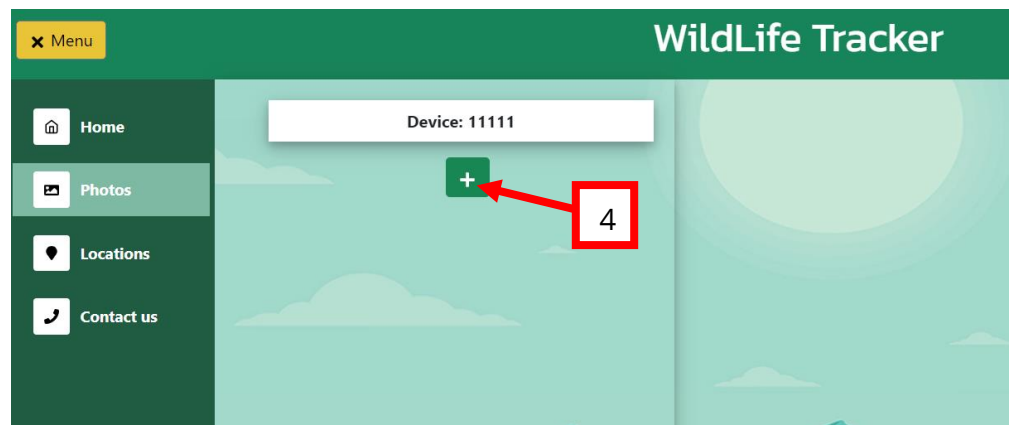 Menu
WildLife Tracker
Home
Photos
Locations
Contact us
Device: 11111
+
4